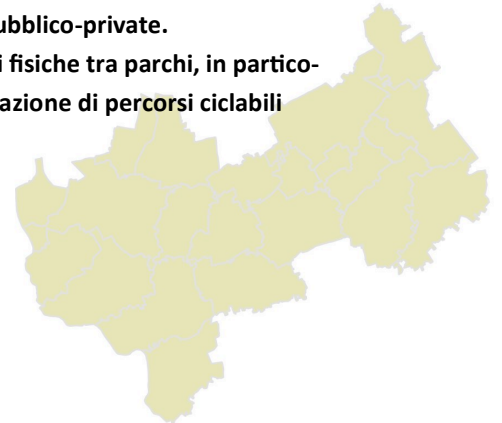 ubblico-private.
i fisiche tra parchi, in partico-
azione di percorsi ciclabili